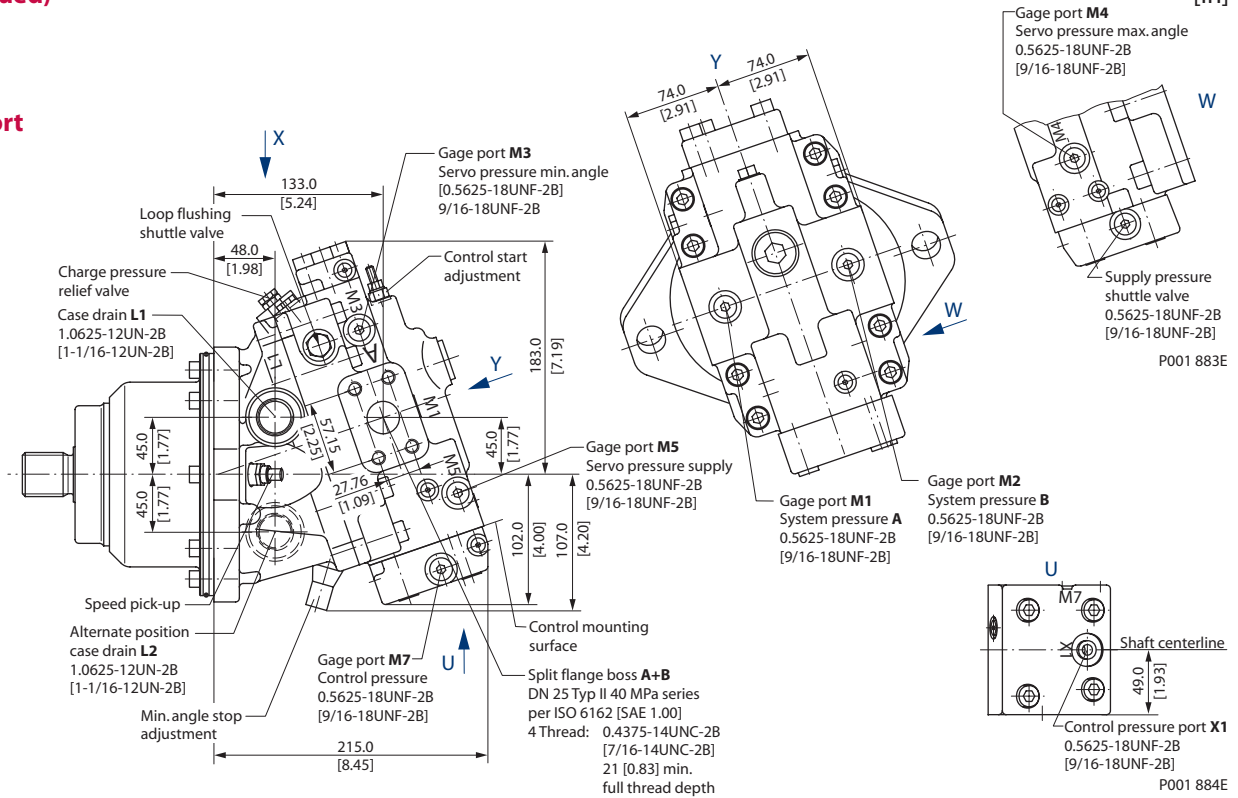 ded)
ort
X
133.0
[5.24]
48.0
[1.98]
Loop flushing
shuttle valve
Charge pressure
relief valve
Case drain L1
1.0625-12UN-2B
[1-1/16-12UN-2B]
Gage port M3
Servo pressure min. angle
[0.5625-18UNF-2B]
9/16-18UNF-2B
Control start
adjustment
183.0
[7.19]
M3
L1
A
M1
M5
Y
57.15
[2.25]
27.76
[1.09]
45.0
[1.77]
45.0
[1.77]
45.0
[1.77]
102.0
[4.00]
107.0
[4.20]
Gage port M5
Servo pressure supply
0.5625-18UNF-2B
[9/16-18UNF-2B]
Speed pick-up
Alternate position
case drain L2
1.0625-12UN-2B
[1-1/16-12UN-2B]
Min. angle stop
adjustment
Gage port M7
Control pressure
0.5625-18UNF-2B
[9/16-18UNF-2B]
U
Control mounting
surface
Split flange boss A+B
DN 25 Typ II 40 MPa series
per ISO 6162 [SAE 1.00]
4 Thread: 0.4375-14UNC-2B
[7/16-14UNC-2B]
21 [0.83] min.
full thread depth
215.0
[8.45]
Y
74.0
[2.91]
74.0
[2.91]
W
Gage port M1
System pressure A
0.5625-18UNF-2B
[9/16-18UNF-2B]
Gage port M2
System pressure B
0.5625-18UNF-2B
[9/16-18UNF-2B]
Gage port M4
Servo pressure max. angle
0.5625-18UNF-2B
[9/16-18UNF-2B]
W
M4
Supply pressure
shuttle valve
0.5625-18UNF-2B
[9/16-18UNF-2B]
P001 883E
U
M7
LX
Shaft centerline
49.0
[1.93]
Control pressure port X1
0.5625-18UNF-2B
[9/16-18UNF-2B]
P001 884E